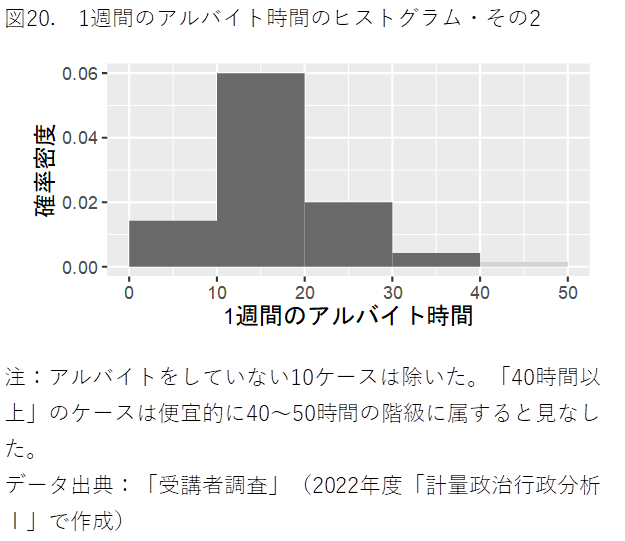 図20.　1週間のアルバイト時間のヒストグラム・その2
0.06
0.04
0.02
0.00
確率密度
0 10 20 30 40 50
1週間のアルバイト時間
注：アルバイトをしていない10ケースは除いた。「40時間以
上」のケースは便宜的に40～50時間の階級に属すると見なし
た。
データ出典：「受講者調査」（2022年度「計量政治行政分析
Ⅰ」で作成）